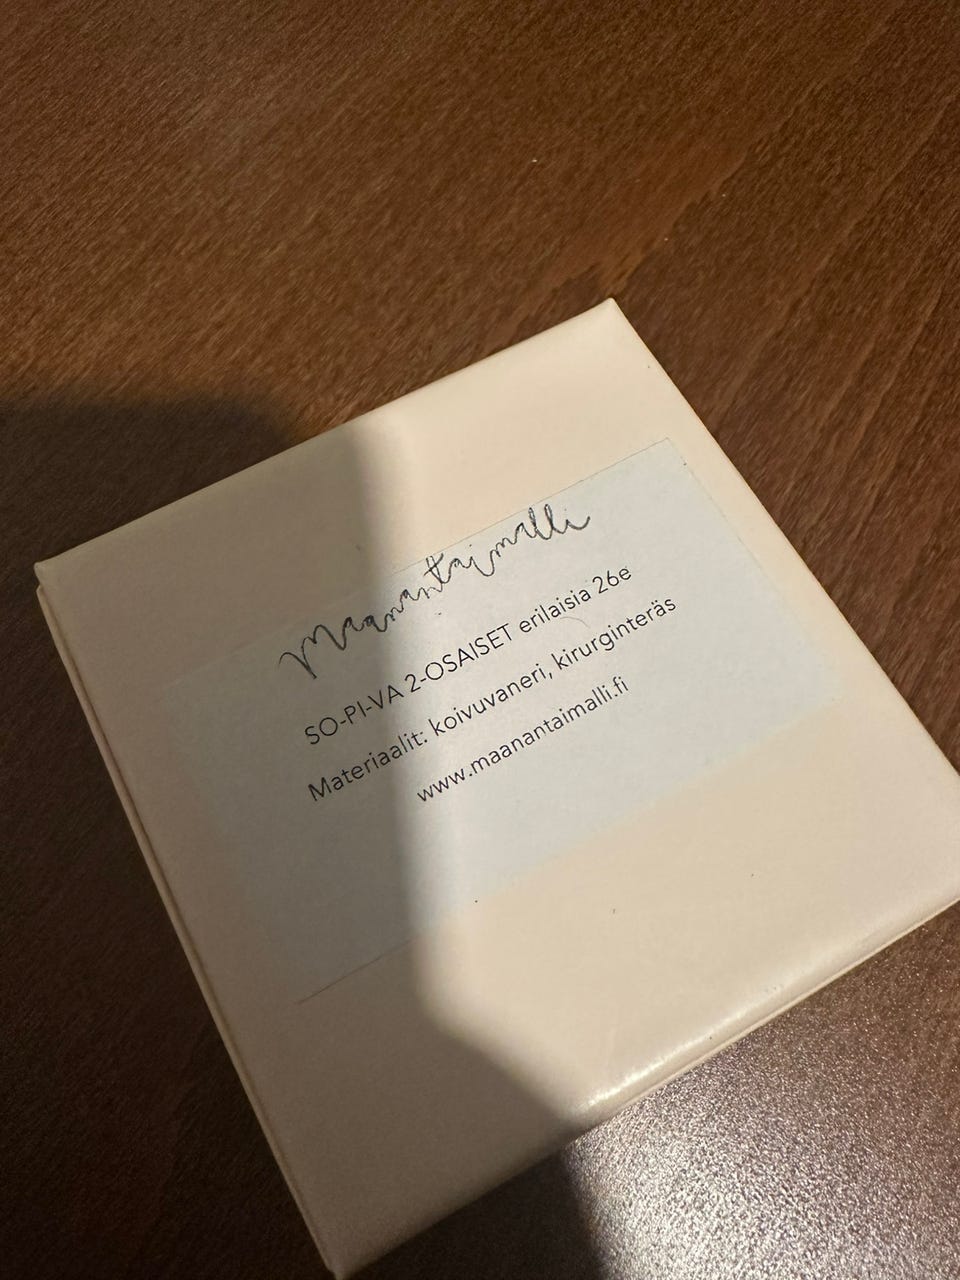 maanantaimalli
SO-PI-VA 2-OSAISET erilaisia 26e
Materiaalit: koivuvaneri, kirurginteräs
www.maanantaimalli.fi